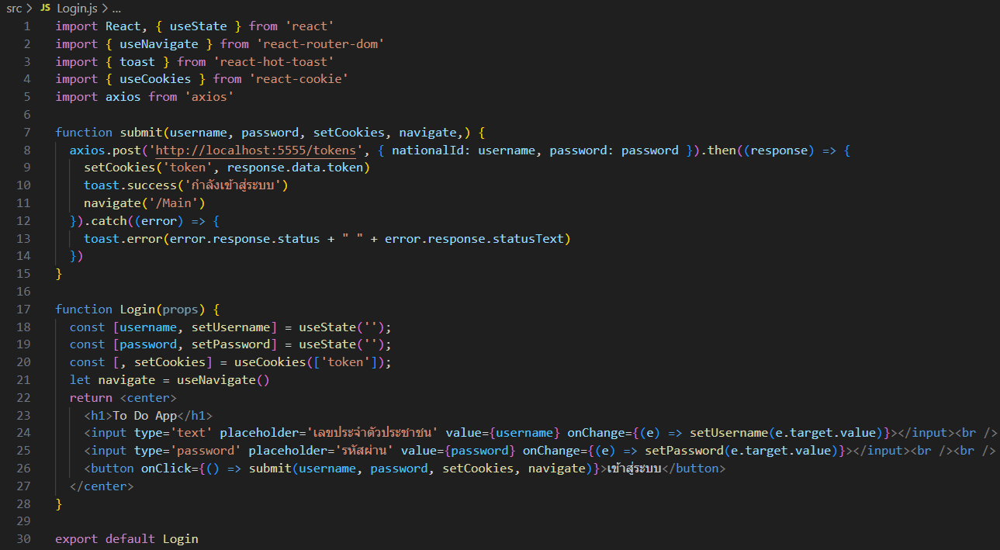 src > JS Login.js > ...
1 import React, { useState } from 'react'
2 import { useNavigate } from 'react-router-dom'
3 import { toast } from 'react-hot-toast'
4 import { useCookies } from 'react-cookie'
5 import axios from 'axios'
6
7 function submit(username, password, setCookies, navigate,) {
8   axios.post('http://localhost:5555/tokens', { nationalId: username, password: password }).then((response) => {
9     setCookies('token', response.data.token)
10     toast.success('กำลังเข้าสู่ระบบ')
11     navigate('/Main')
12   }).catch((error) => {
13     toast.error(error.response.status + " " + error.response.statusText)
14   })
15 }
16
17 function Login(props) {
18   const [username, setUsername] = useState('');
19   const [password, setPassword] = useState('');
20   const [, setCookies] = useCookies(['token']);
21   let navigate = useNavigate()
22   return <center>
23     <h1>To Do App</h1>
24     <input type='text' placeholder='เลขประจำตัวประชาชน' value={username} onChange={(e) => setUsername(e.target.value)}></input><br />
25     <input type='password' placeholder='รหัสผ่าน' value={password} onChange={(e) => setPassword(e.target.value)}></input><br /><br />
26     <button onClick={() => submit(username, password, setCookies, navigate)}>เข้าสู่ระบบ</button>
27   </center>
28 }
29
30 export default Login